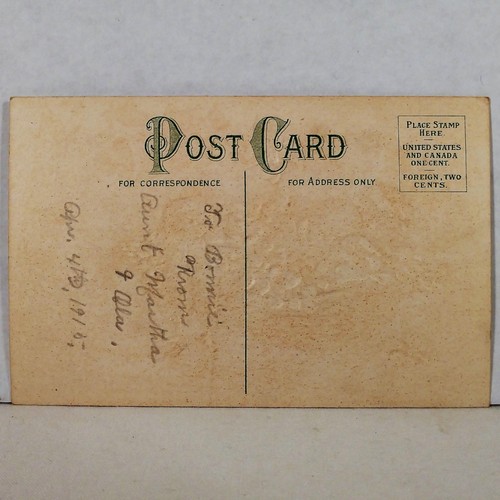 POST CARD
FOR CORRESPONDENCE
FOR ADDRESS ONLY
PLACE STAMP
HERE.
UNITED STATES
AND CANADA
ONE CENT.
FOREIGN, TWO
CENTS.
To Bonnie
From
Aunt Martha
& Ola.
Apr. 4th, 1915,